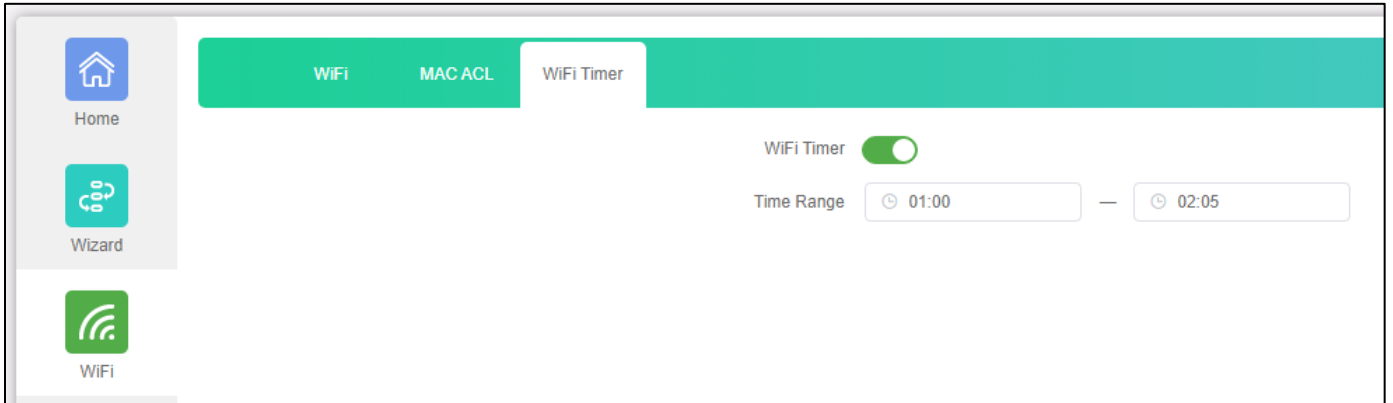 Home
Wizard
WiFi
WiFi MAC ACL WiFi Timer
WiFi Timer
Time Range 01:00 — 02:05